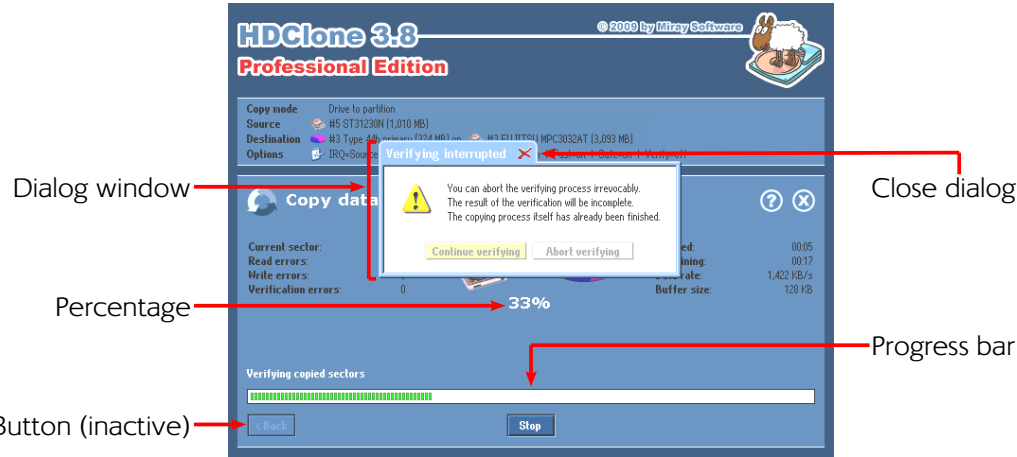 HDClone 3.8
© 2009 by Miray Software
Professional Edition
Copy mode Drive to partition
Source #5 ST31230N (1,010 MB)
Destination #3 Type 44h primary (324 MB) on #3 FUJITSU MPC3032AT (3,093 MB)
Options IRQ=Source Verify=off
Verifying interrupted
You can abort the verifying process irrevocably.
The result of the verification will be incomplete.
The copying process itself has already been finished.
Continue verifying Abort verifying
Dialog window
Close dialog
Copy data
?
Current sector: 00:05
Read errors: 00:17
Write errors: 1,422 KB/s
Verification errors: 0 Buffer size: 128 KB
Percentage
33%
Progress bar
Verifying copied sectors
Button (inactive)
< Back Stop